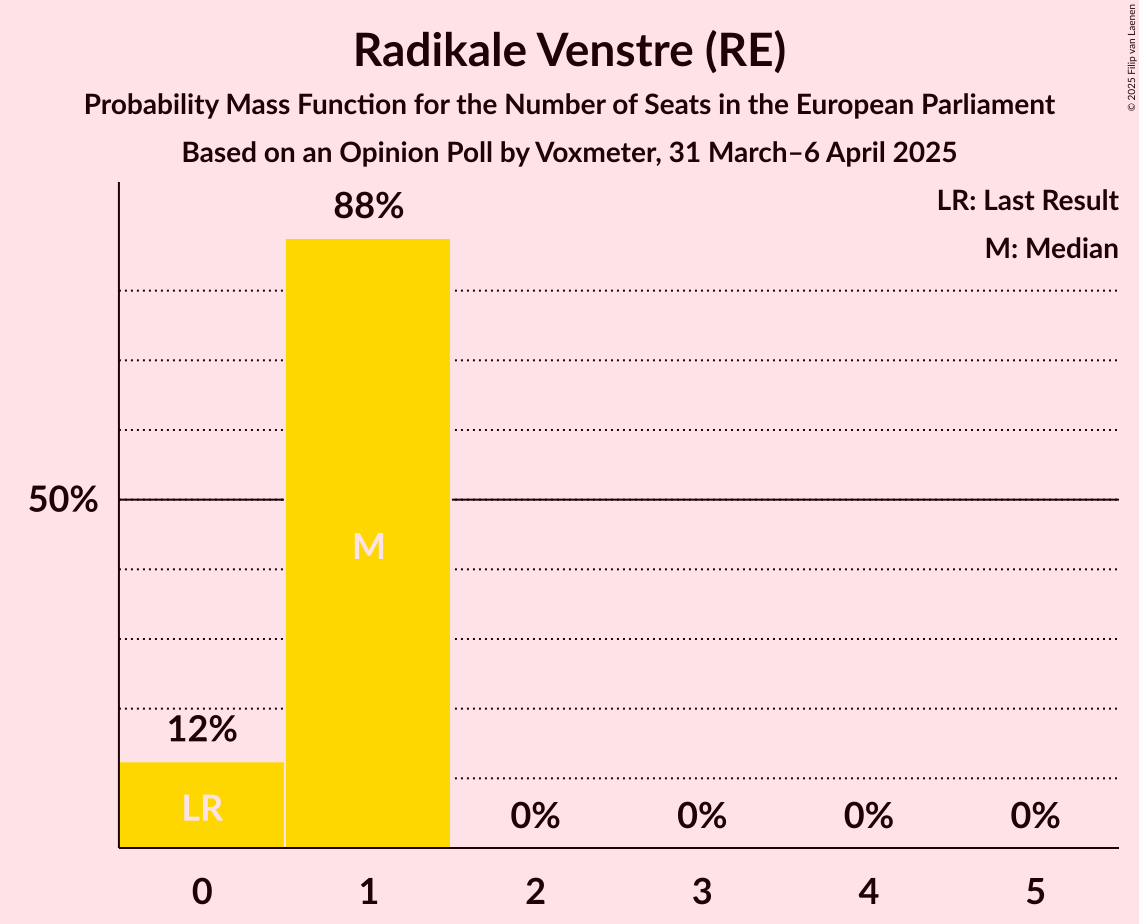 Radikale Venstre (RE)
Probability Mass Function for the Number of Seats in the European Parliament
Based on an Opinion Poll by Voxmeter, 31 March–6 April 2025
© 2025 Filip van Laenen
LR: Last Result
M: Median
88%
50%
M
12%
LR
0% 0% 0% 0%
0 1 2 3 4 5